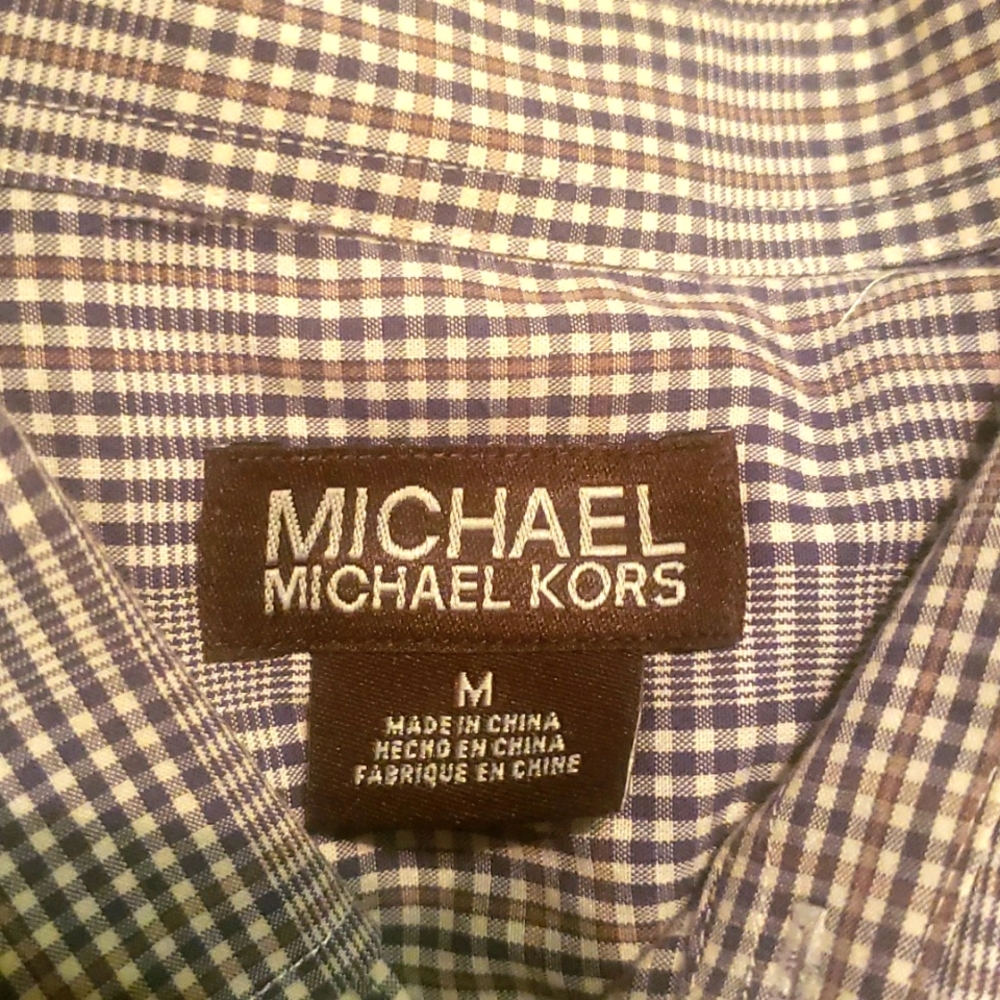 MICHAEL
MICHAEL KORS
M
MADE IN CHINA
HECHO EN CHINA
FABRIQUE EN CHINE